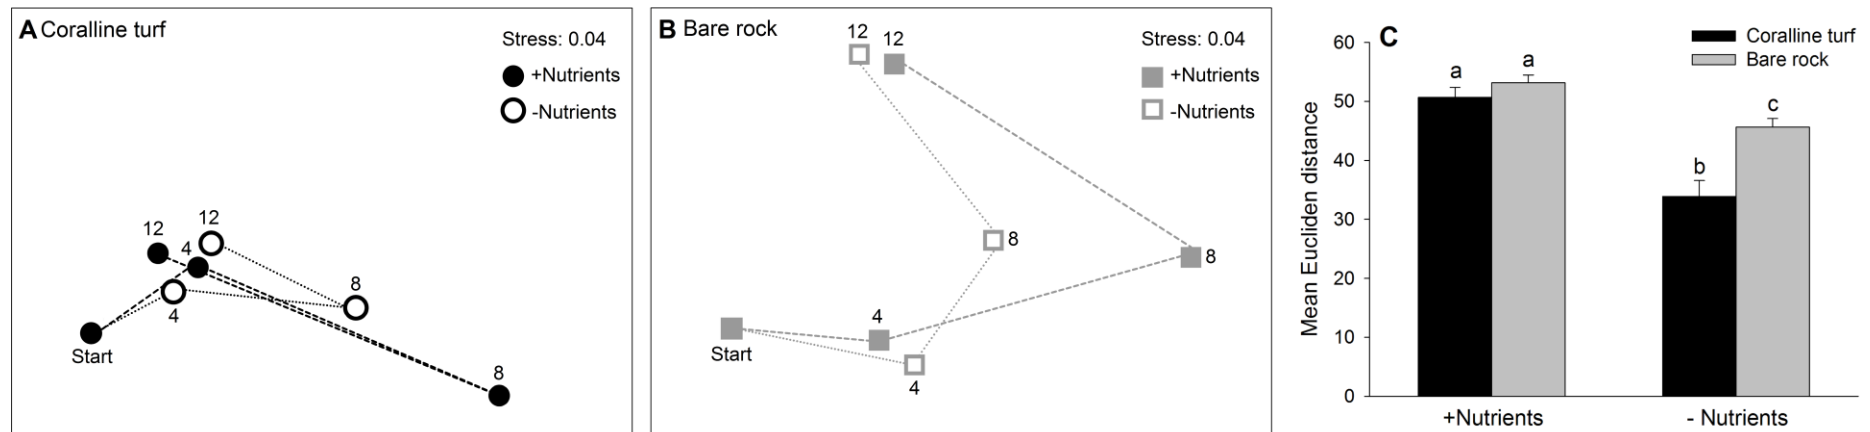 A Coralline turf
Stress: 0.04
+Nutrients
-Nutrients
12
12
4
4
8
Start
8
B Bare rock
Stress: 0.04
+Nutrients
-Nutrients
12
12
8
8
4
Start
4
C
Coralline turf
Bare rock
Mean Eucliden distance
60
50
40
30
20
10
0
a
a
b
c
+Nutrients
- Nutrients